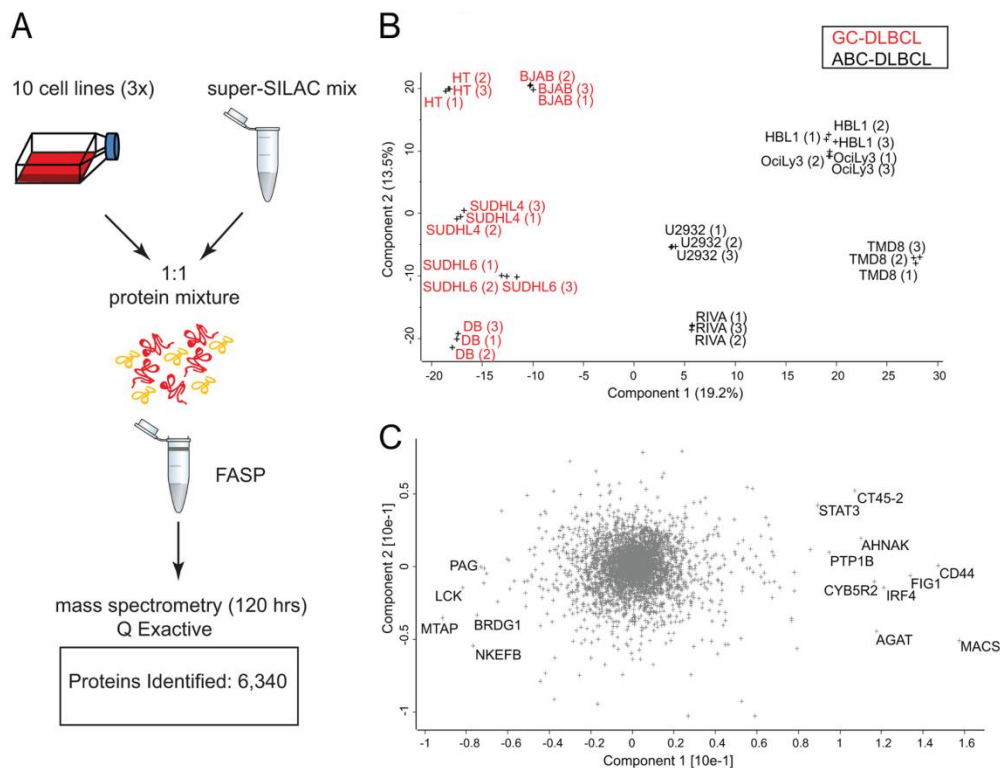 A
10 cell lines (3x)
super-SILAC mix
1:1
protein mixture
FASP
mass spectrometry (120 hrs)
Q Exactive
Proteins Identified: 6,340
B
GC-DLBCL
ABC-DLBCL
Component 2 (13.5%)
20
10
0
-10
-20
HT (2)
HT (3)
HT (1)
BJAB (2)
BJAB (3)
BJAB (1)
HBL1 (2)
HBL1 (1)
HBL1 (3)
OciLy3 (2)
OciLy3 (1)
OciLy3 (3)
SUDHL4 (3)
SUDHL4 (1)
SUDHL4 (2)
U2932 (1)
U2932 (2)
U2932 (3)
TMD8 (3)
TMD8 (2)
TMD8 (1)
SUDHL6 (1)
SUDHL6 (2)
SUDHL6 (3)
DB (3)
DB (1)
DB (2)
RIVA (1)
RIVA (3)
RIVA (2)
-20
-15
-10
-5
0
5
10
15
20
25
30
Component 1 (19.2%)
C
Component 2 [10e-1]
0.5
0
-0.5
-1
CT45-2
STAT3
AHNAK
PTP1B
CD44
FIG1
CYB5R2
IRF4
AGAT
MACS
PAG
LCK
BRDG1
MTAP
NKEFB
-1
-0.8
-0.6
-0.4
-0.2
0
0.2
0.4
0.6
0.8
1
1.2
1.4
1.6
Component 1 [10e-1]